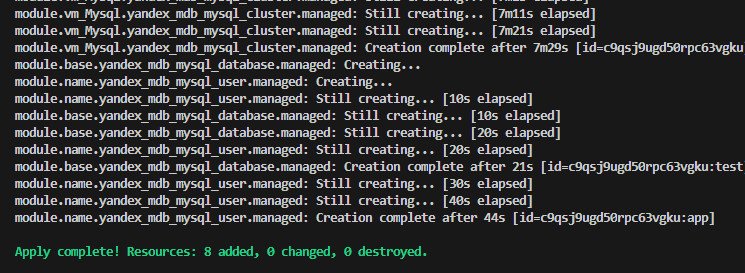 module.vm_Mysql.yandex_mdb_mysql_cluster.managed: Still creating... [7m11s elapsed]
module.vm_Mysql.yandex_mdb_mysql_cluster.managed: Still creating... [7m21s elapsed]
module.vm_Mysql.yandex_mdb_mysql_cluster.managed: Creation complete after 7m29s [id=c9qsj9ugd50rpc63vgku
module.base.yandex_mdb_mysql_database.managed: Creating...
module.name.yandex_mdb_mysql_user.managed: Creating...
module.name.yandex_mdb_mysql_user.managed: Still creating... [10s elapsed]
module.base.yandex_mdb_mysql_database.managed: Still creating... [10s elapsed]
module.base.yandex_mdb_mysql_database.managed: Still creating... [20s elapsed]
module.name.yandex_mdb_mysql_user.managed: Still creating... [20s elapsed]
module.base.yandex_mdb_mysql_database.managed: Creation complete after 21s [id=c9qsj9ugd50rpc63vgku:test
module.name.yandex_mdb_mysql_user.managed: Still creating... [30s elapsed]
module.name.yandex_mdb_mysql_user.managed: Still creating... [40s elapsed]
module.name.yandex_mdb_mysql_user.managed: Creation complete after 44s [id=c9qsj9ugd50rpc63vgku:app]
Apply complete! Resources: 8 added, 0 changed, 0 destroyed.